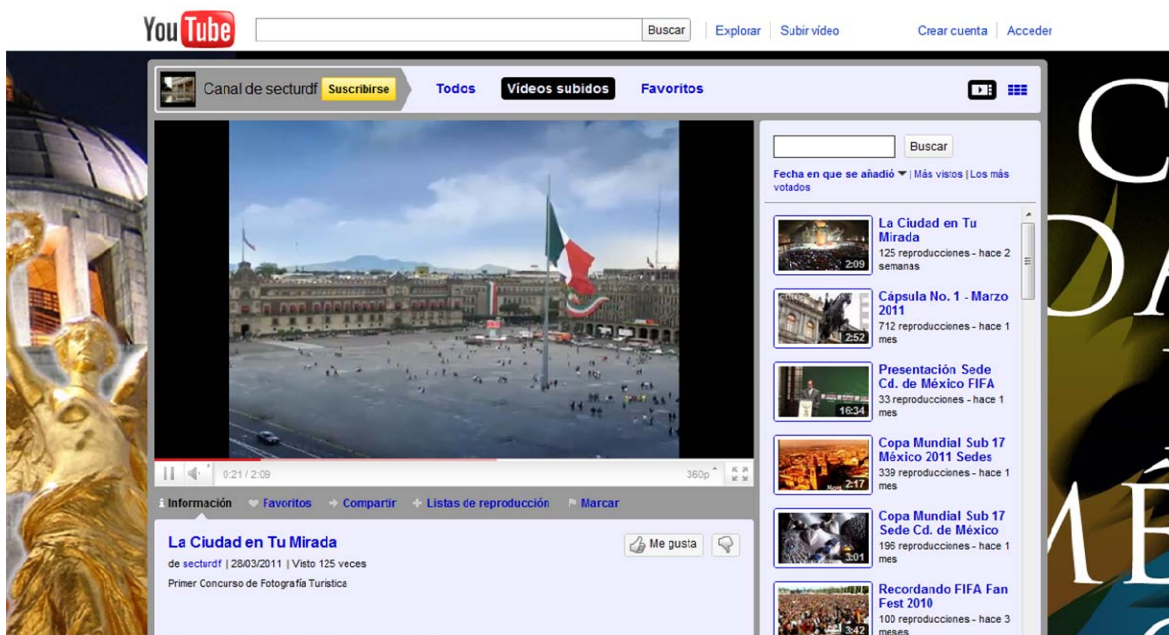 YouTube
Buscar
Explorar | Subir vídeo
Crear cuenta | Acceder
Canal de secturdf
Suscribirse
Todos
Vídeos subidos
Favoritos
0:21 / 2:09
360p
Información
Favoritos
Compartir
Listas de reproducción
Marcar
La Ciudad en Tu Mirada
Me gusta
de secturdf | 28/03/2011 | Visto 125 veces
Primer Concurso de Fotografía Turistica
Buscar
Fecha en que se añadió | Más vistos | Los más
votados
2:09
La Ciudad en Tu
Mirada
125 reproducciones - hace 2
semanas
2:52
Cápsula No. 1 - Marzo
2011
712 reproducciones - hace 1
mes
16:34
Presentación Sede
Cd. de México FIFA
33 reproducciones - hace 1
mes
2:17
Copa Mundial Sub 17
México 2011 Sedes
339 reproducciones - hace 1
mes
3:01
Copa Mundial Sub 17
Sede Cd. de México
196 reproducciones - hace 1
mes
3:42
Recordando FIFA Fan
Fest 2010
100 reproducciones - hace 3
meses
C
DA
MÉ